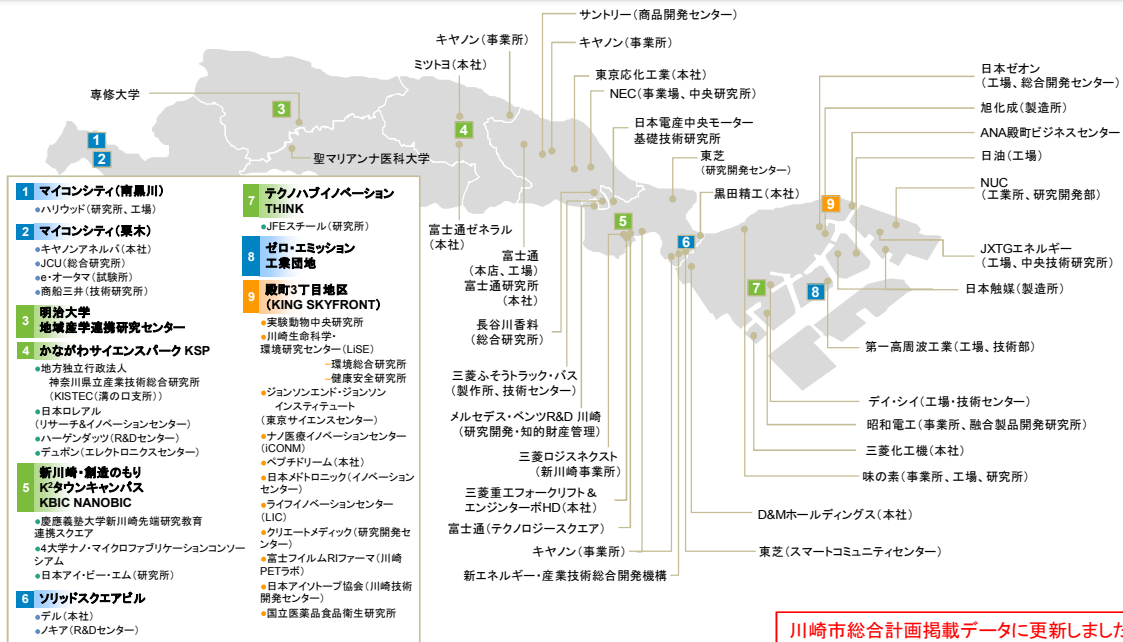 サントリー（商品開発センター）
キヤノン（事業所）
キヤノン（事業所）
ミツトヨ（本社）
東京応化工業（本社）
NEC（事業場、中央研究所）
専修大学
日本電産中央モーター
基礎技術研究所
聖マリアンナ医科大学
東芝
（研究開発センター）
黒田精工（本社）
日本ゼオン
（工場、総合開発センター）
旭化成（製造所）
ANA殿町ビジネスセンター
日油（工場）
NUC
（工業所、研究開発部）
JXTGエネルギー
（工場、中央技術研究所）
日本触媒（製造所）
第一高周波工業（工場、技術部）
デイ・シイ（工場・技術センター）
昭和電工（事業所、融合製品開発研究所）
三菱化工機（本社）
味の素（事業所、工場、研究所）
D&Mホールディングス（本社）
東芝（スマートコミュニティセンター）
富士通ゼネラル
（本社）
富士通
（本店、工場）
富士通研究所
（本社）
長谷川香料
（総合研究所）
三菱ふそうトラック・バス
（製作所、技術センター）
メルセデス・ベンツR&D 川崎
（研究開発・知的財産管理）
三菱ロジスネクスト
（新川崎事業所）
三菱重工フォークリフト＆
エンジンターボHD（本社）
富士通（テクノロジースクエア）
キヤノン（事業所）
新エネルギー・産業技術総合開発機構
1
2
3
4
5
6
7
8
9
1 マイコンシティ（南黒川）
●ハリウッド（研究所、工場）
2 マイコンシティ（栗木）
●キヤノンアネルバ（本社）
●JCU（総合研究所）
●e・オータマ（試験所）
●商船三井（技術研究所）
3 明治大学
地域産学連携研究センター
4 かながわサイエンスパーク KSP
●地方独立行政法人
神奈川県立産業技術総合研究所
（KISTEC（溝の口支所））
●日本ロレアル
（リサーチ&イノベーションセンター）
●ハーゲンダッツ（R&Dセンター）
●デュポン（エレクトロニクスセンター）
5 新川崎・創造のもり
K²タウンキャンパス
KBIC NANOBIC
●慶應義塾大学新川崎先端研究教育
連携スクエア
●4大学ナノ・マイクロファブリケーションコンソー
シアム
●日本アイ・ビー・エム（研究所）
6 ソリッドスクエアビル
●デル（本社）
●ノキア（R&Dセンター）
7 テクノハブイノベーション
THINK
●JFEスチール（研究所）
8 ゼロ・エミッション
工業団地
9 殿町3丁目地区
（KING SKYFRONT）
●実験動物中央研究所
●川崎生命科学・
環境研究センター（LiSE）
─環境総合研究所
─健康安全研究所
●ジョンソンエンド・ジョンソン
インスティテュート
（東京サイエンスセンター）
●ナノ医療イノベーションセンター
（iCONM）
●ペプチドリーム（本社）
●日本メドトロニック（イノベーション
センター）
●ライフイノベーションセンター
（LIC）
●クリエートメディック（研究開発セ
ンター）
●富士フイルムRIファーマ（川崎
PETラボ）
●日本アイソトープ協会（川崎技術
開発センター）
●国立医薬品食品衛生研究所
川崎市総合計画掲載データに更新しました